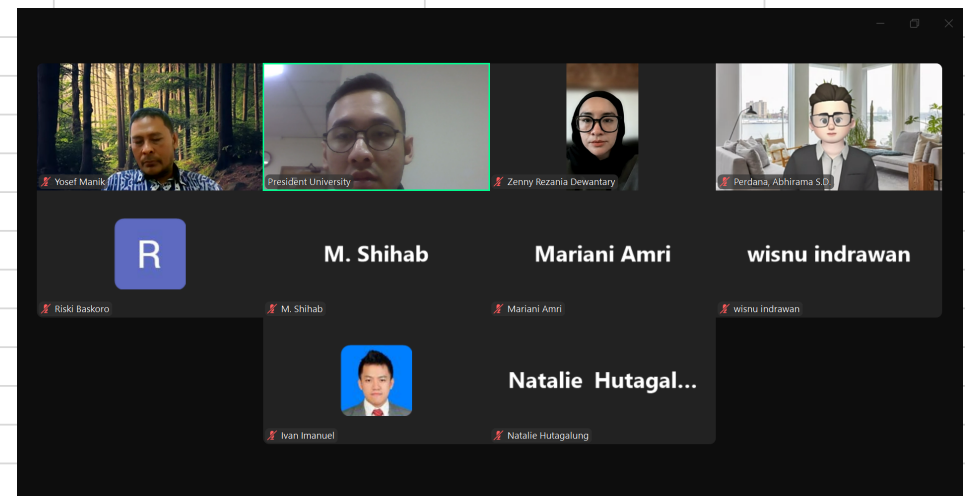 Yosef Manik
President University
Zenny Rezania Dewantary
Perdana, Abhirama S.D.
R
M. Shihab
Mariani Amri
wisnu indrawan
Riski Baskoro
M. Shihab
Mariani Amri
wisnu indrawan
Natalie Hutagal...
Ivan Imanuel
Natalie Hutagalung